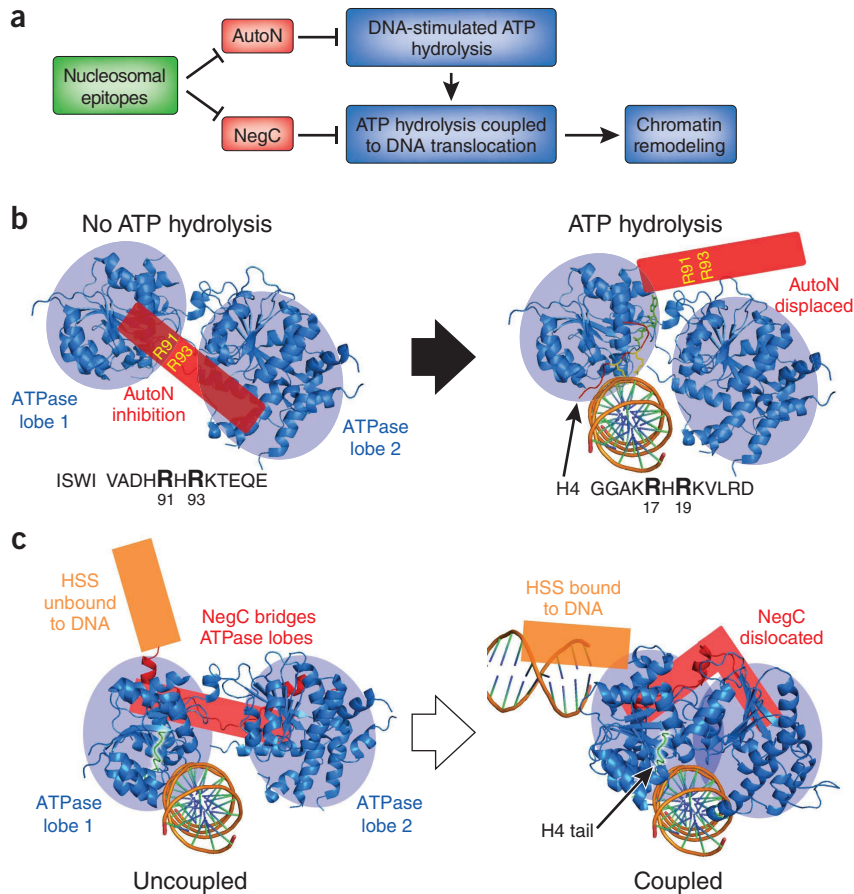 a
AutoN
DNA-stimulated ATP
hydrolysis
Nucleosomal
epitopes
NegC
ATP hydrolysis coupled
to DNA translocation
Chromatin
remodeling
b
No ATP hydrolysis
ATP hydrolysis
R91
R93
AutoN
inhibition
ATPase
lobe 1
ATPase
lobe 2
ISWI VADHRHRKTEQE
91 93
R91
R93
AutoN
displaced
H4 GGAKRHRKVLRD
17 19
c
HSS
unbound
to DNA
NegC bridges
ATPase lobes
ATPase
lobe 1
ATPase
lobe 2
Uncoupled
HSS bound
to DNA
NegC
dislocated
H4 tail
Coupled